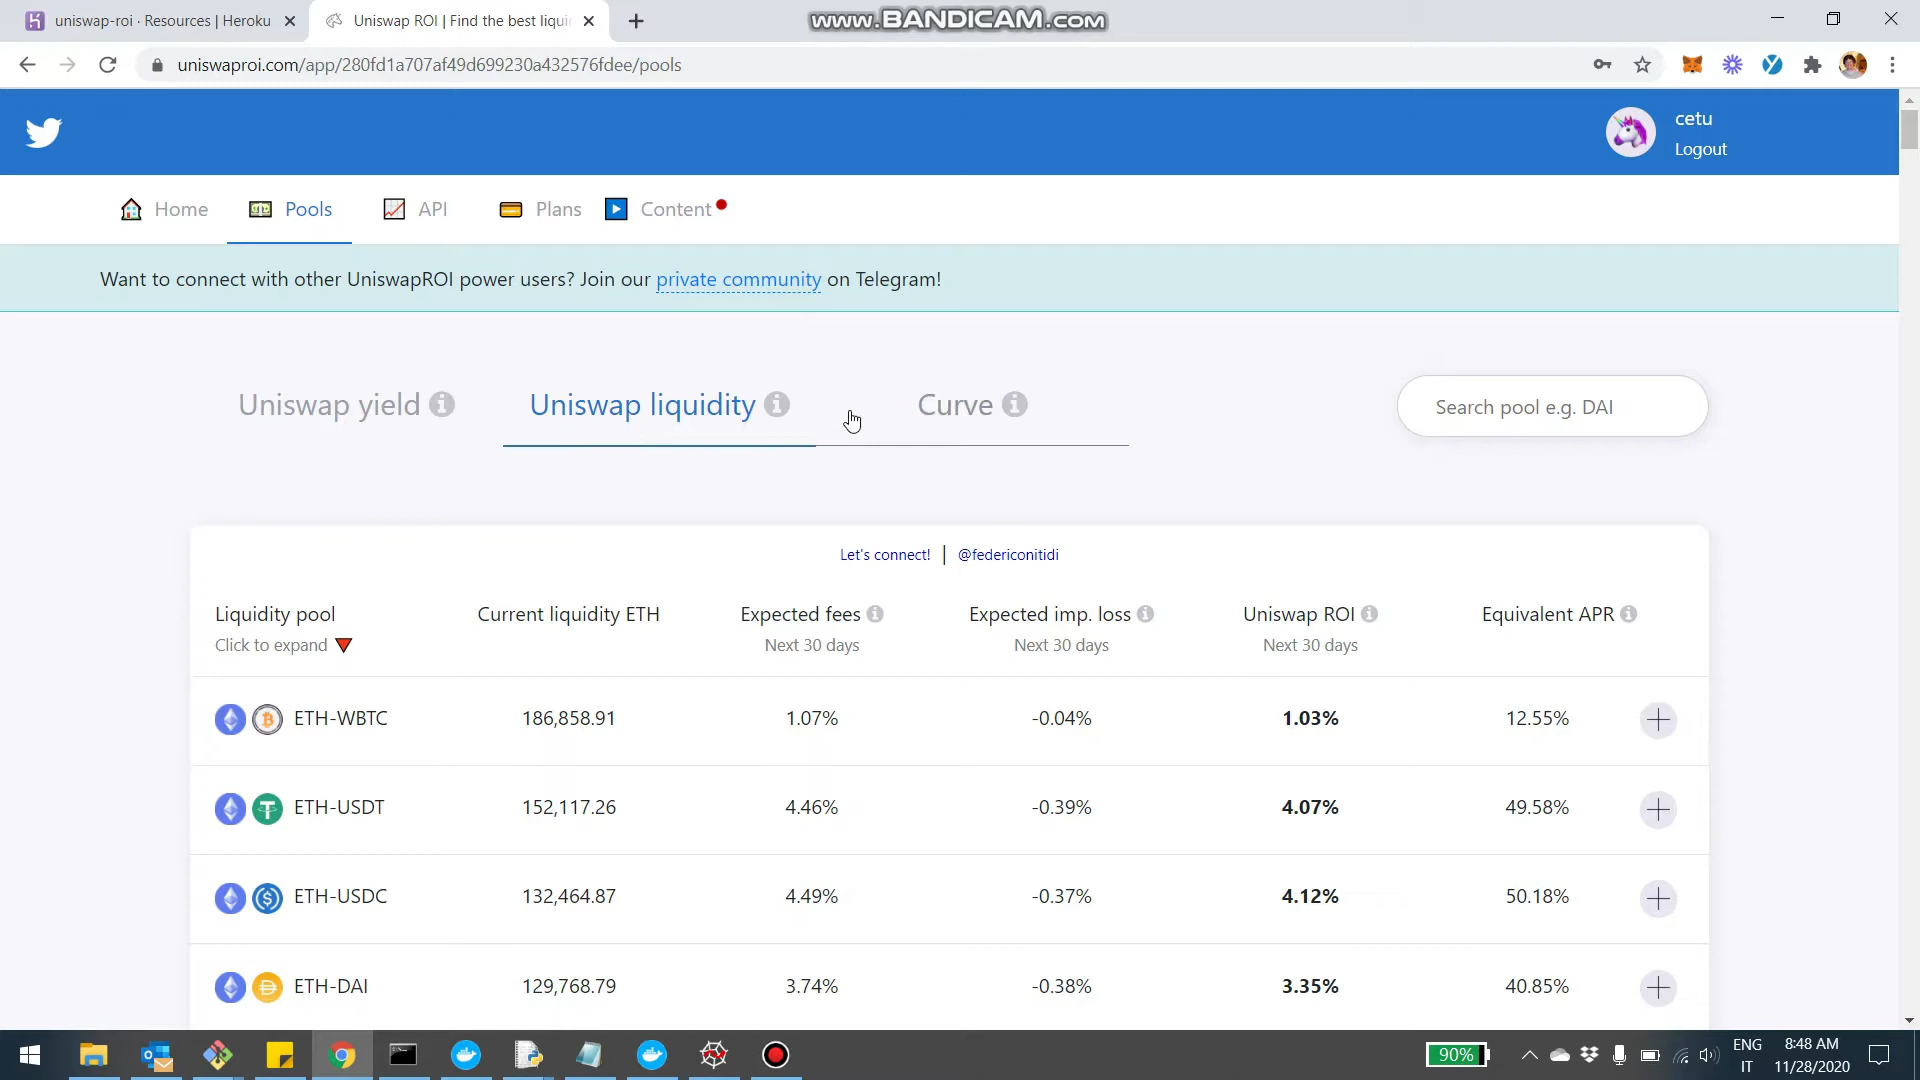 uniswap-roi · Resources | Heroku
Uniswap ROI | Find the best liqui
www.BANDICAM.com
uniswaproi.com/app/280fd1a707af49d699230a432576fdee/pools
cetu
Logout
Home
Pools
API
Plans
Content
Want to connect with other UniswapROI power users? Join our private community on Telegram!
Uniswap yield
Uniswap liquidity
Curve
Search pool e.g. DAI
Let's connect! | @federiconitidi
Liquidity pool
Current liquidity ETH
Expected fees
Expected imp. loss
Uniswap ROI
Equivalent APR
Click to expand
Next 30 days
Next 30 days
Next 30 days
ETH-WBTC 186,858.91 1.07% -0.04% 1.03% 12.55%
ETH-USDT 152,117.26 4.46% -0.39% 4.07% 49.58%
ETH-USDC 132,464.87 4.49% -0.37% 4.12% 50.18%
ETH-DAI 129,768.79 3.74% -0.38% 3.35% 40.85%
90%
ENG
IT
8:48 AM
11/28/2020